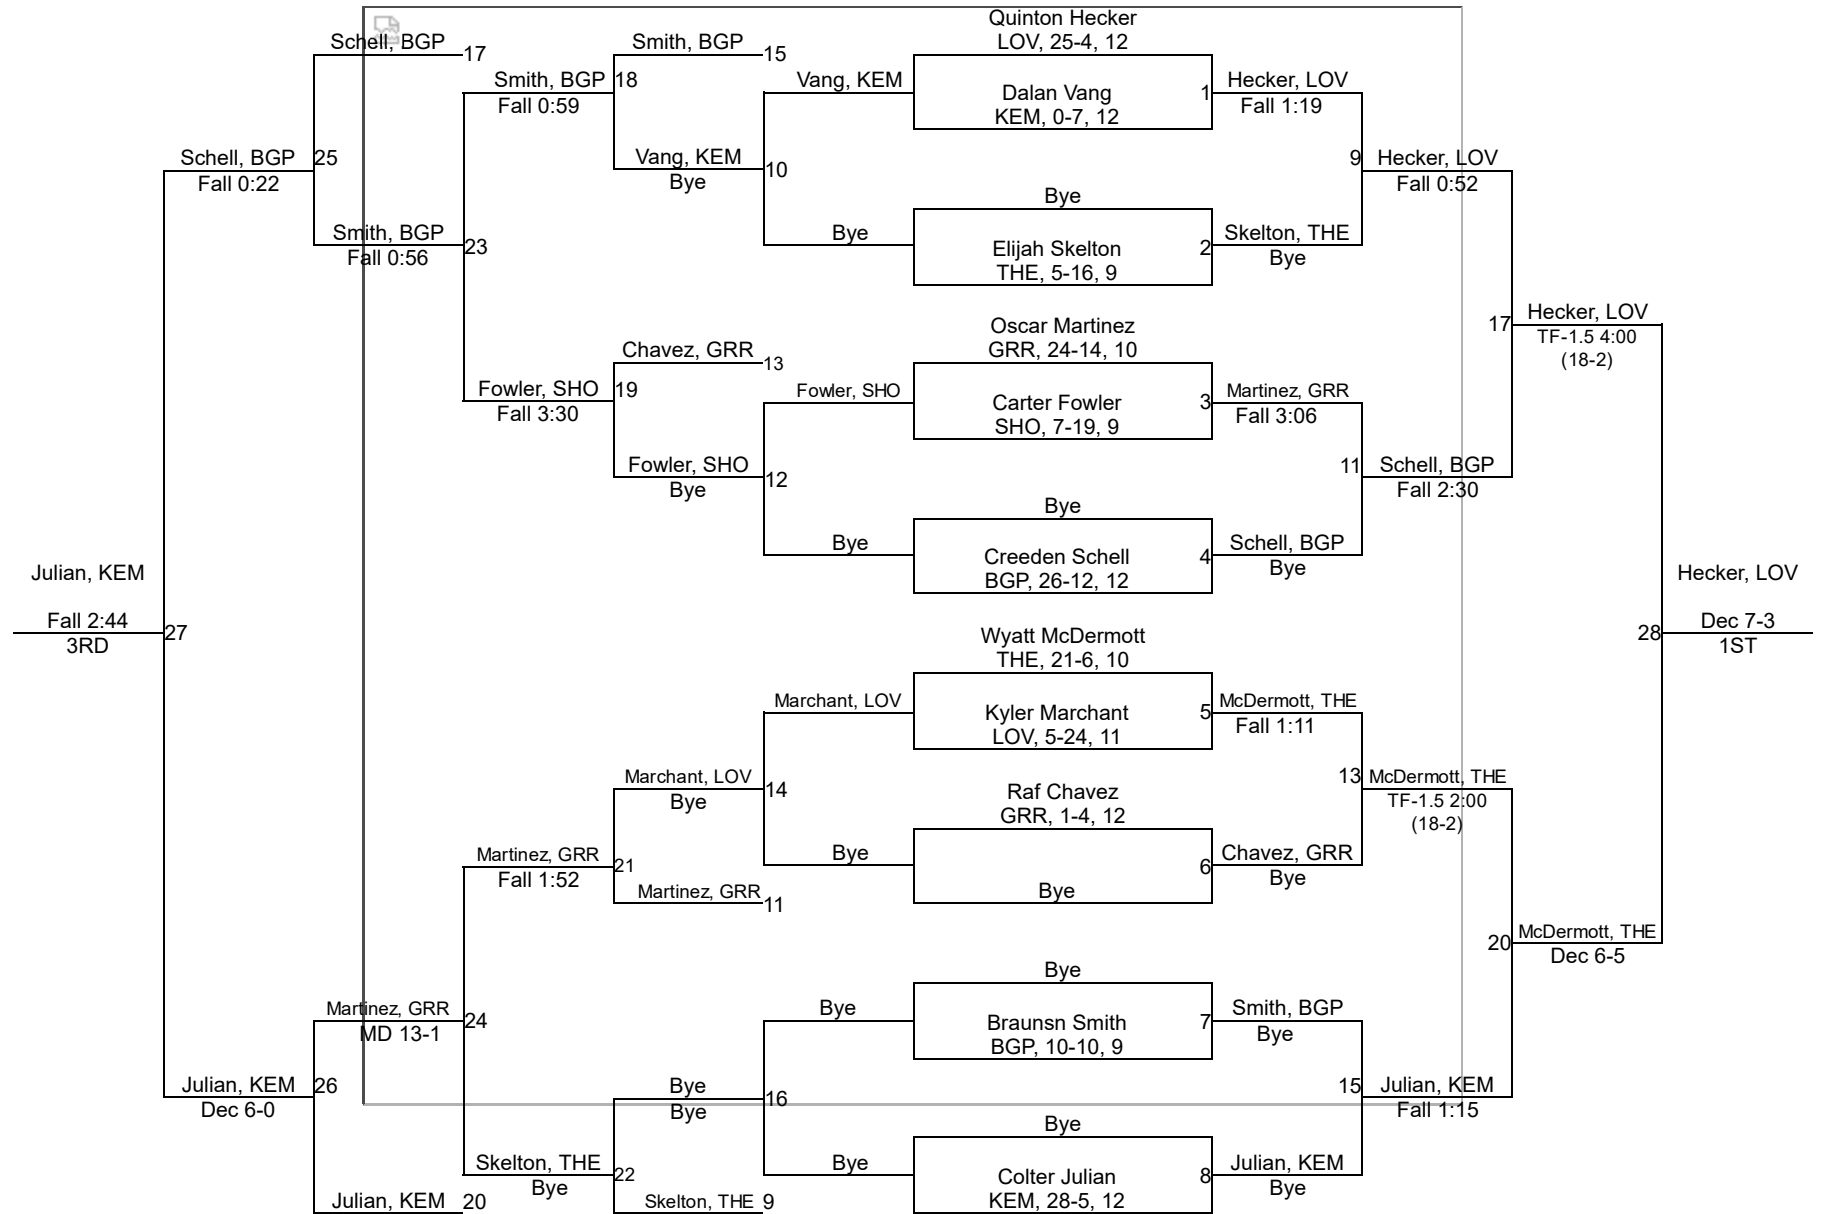 Quinton Hecker
LOV, 25-4, 12
Schell, BGP
17
Smith, BGP
15
Smith, BGP
18
Fall 0:59
Vang, KEM
Dalan Vang
KEM, 0-7, 12
1
Hecker, LOV
Fall 1:19
Schell, BGP
25
Fall 0:22
Vang, KEM
Bye
10
9
Hecker, LOV
Fall 0:52
Bye
Smith, BGP
Fall 0:56
23
Bye
Elijah Skelton
THE, 5-16, 9
2
Skelton, THE
Bye
17
Hecker, LOV
TF-1.5 4:00
(18-2)
Oscar Martinez
GRR, 24-14, 10
Chavez, GRR
13
Fowler, SHO
19
Fall 3:30
Fowler, SHO
Carter Fowler
SHO, 7-19, 9
3
Martinez, GRR
Fall 3:06
Fowler, SHO
Bye
12
11
Schell, BGP
Fall 2:30
Bye
Bye
Creeden Schell
BGP, 26-12, 12
4
Schell, BGP
Bye
Julian, KEM
Fall 2:44
3RD
27
Hecker, LOV
28
Dec 7-3
1ST
Wyatt McDermott
THE, 21-6, 10
Marchant, LOV
Kyler Marchant
LOV, 5-24, 11
5
McDermott, THE
Fall 1:11
Marchant, LOV
Bye
14
Raf Chavez
GRR, 1-4, 12
13
McDermott, THE
TF-1.5 2:00
(18-2)
Martinez, GRR
21
Fall 1:52
Bye
6
Chavez, GRR
Bye
Martinez, GRR
11
Bye
20
McDermott, THE
Dec 6-5
Bye
Martinez, GRR
MD 13-1
24
Bye
Braunsn Smith
BGP, 10-10, 9
7
Smith, BGP
Bye
Julian, KEM
26
Dec 6-0
Bye
Bye
16
15
Julian, KEM
Fall 1:15
Bye
Skelton, THE
22
Bye
Bye
Colter Julian
KEM, 28-5, 12
8
Julian, KEM
Bye
Julian, KEM
20
Skelton, THE
9